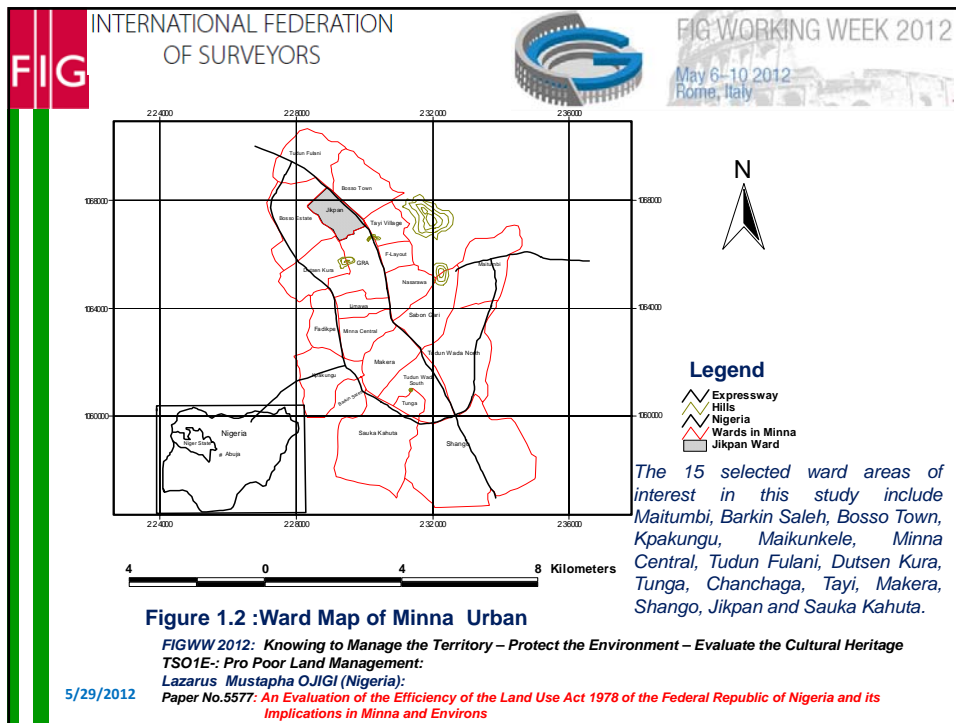 INTERNATIONAL FEDERATION
OF SURVEYORS
FIG
FIG WORKING WEEK 2012
May 6–10 2012
Rome, Italy
224000 228000 232000 236000
Tudun Fulani
Bosso Town
1068000 1068000
Jikpan
Bosso Estate
Tayi Village
F-Layout
GRA
Maitumbi
Dutsen Kura
Nasarawa
Limawa
1064000 1064000
Sabon Gari
Fadikpe
Minna Central
Tudun Wada North
Makera
Kpakungu
Tudun Wada
South
Barkin Saleh
Tunga
1060000 1060000
Sauka Kahuta
Shango
Nigeria
Niger State
Abuja
224000 228000 232000 236000
N
Legend
Expressway
Hills
Nigeria
Wards in Minna
Jikpan Ward
The 15 selected ward areas of
interest in this study include
Maitumbi, Barkin Saleh, Bosso Town,
Kpakungu, Maikunkele, Minna
Central, Tudun Fulani, Dutsen Kura,
Tunga, Chanchaga, Tayi, Makera,
Shango, Jikpan and Sauka Kahuta.
4 0 4 8 Kilometers
Figure 1.2 :Ward Map of Minna Urban
FIGWW 2012: Knowing to Manage the Territory – Protect the Environment – Evaluate the Cultural Heritage
TSO1E-: Pro Poor Land Management:
Lazarus Mustapha OJIGI (Nigeria):
5/29/2012
Paper No.5577: An Evaluation of the Efficiency of the Land Use Act 1978 of the Federal Republic of Nigeria and its
Implications in Minna and Environs